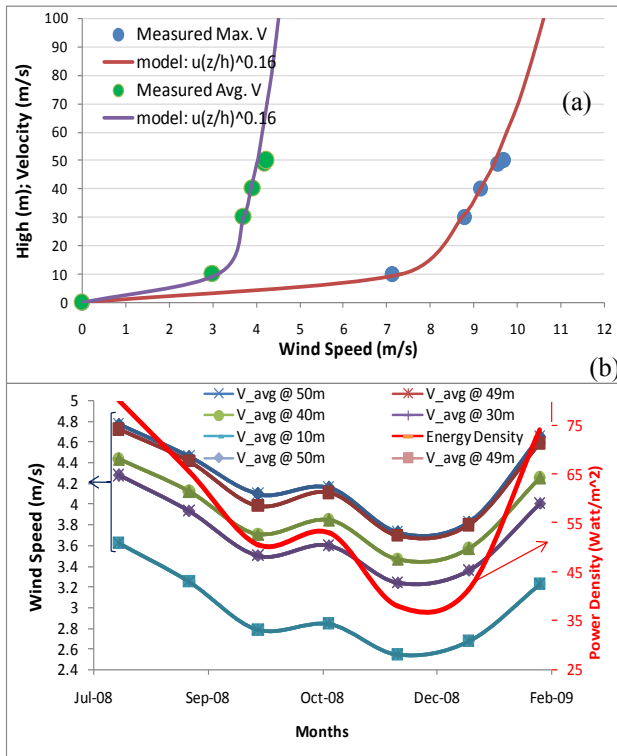 (a)
High (m); Velocity (m/s)
100
90
80
70
60
50
40
30
20
10
0
Measured Max. V
model: u(z/h)^0.16
Measured Avg. V
model: u(z/h)^0.16
0 1 2 3 4 5 6 7 8 9 10 11 12
Wind Speed (m/s)
(b)
Wind Speed (m/s)
5
4.8
4.6
4.4
4.2
4
3.8
3.6
3.4
3.2
3
2.8
2.6
2.4
V_avg @ 50m V_avg @ 49m
V_avg @ 40m V_avg @ 30m
V_avg @ 10m Energy Density
V_avg @ 50m V_avg @ 49m
75
65
55
45
35
25
Power Density (Watt/m^2)
Jul-08 Sep-08 Oct-08 Dec-08 Feb-09
Months